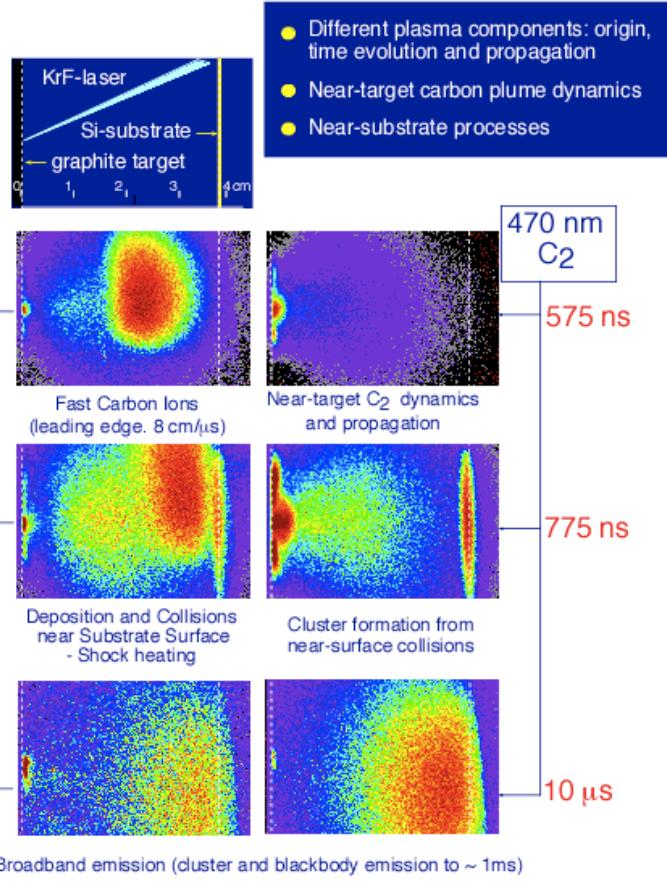 Different plasma components: origin,
time evolution and propagation
Near-target carbon plume dynamics
Near-substrate processes
KrF-laser
Si-substrate
graphite target
0 1 2 3 4cm
470 nm
C2
575 ns
Fast Carbon Ions
(leading edge. 8 cm/µs)
Near-target C2 dynamics
and propagation
775 ns
Deposition and Collisions
near Substrate Surface
- Shock heating
Cluster formation from
near-surface collisions
10 µs
Broadband emission (cluster and blackbody emission to ~ 1ms)